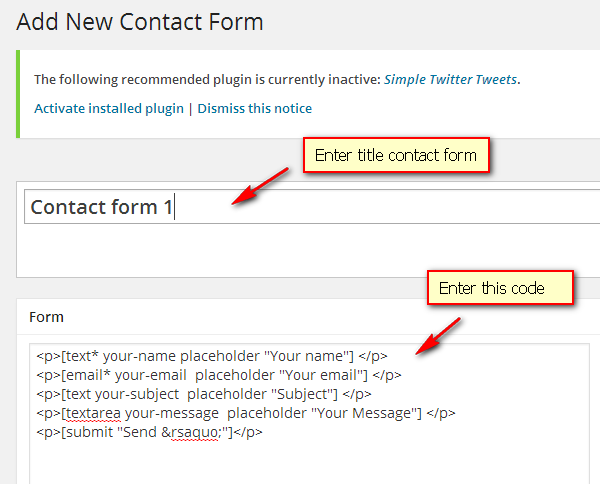 Add New Contact Form
The following recommended plugin is currently inactive: Simple Twitter Tweets.
Activate installed plugin | Dismiss this notice
Enter title contact form
Contact form 1
Enter this code
Form
<p>[text* your-name placeholder "Your name"] </p>
<p>[email* your-email  placeholder "Your email"] </p>
<p>[text your-subject  placeholder "Subject"] </p>
<p>[textarea your-message  placeholder "Your Message"] </p>
<p>[submit "Send &rsaquo;"]</p>